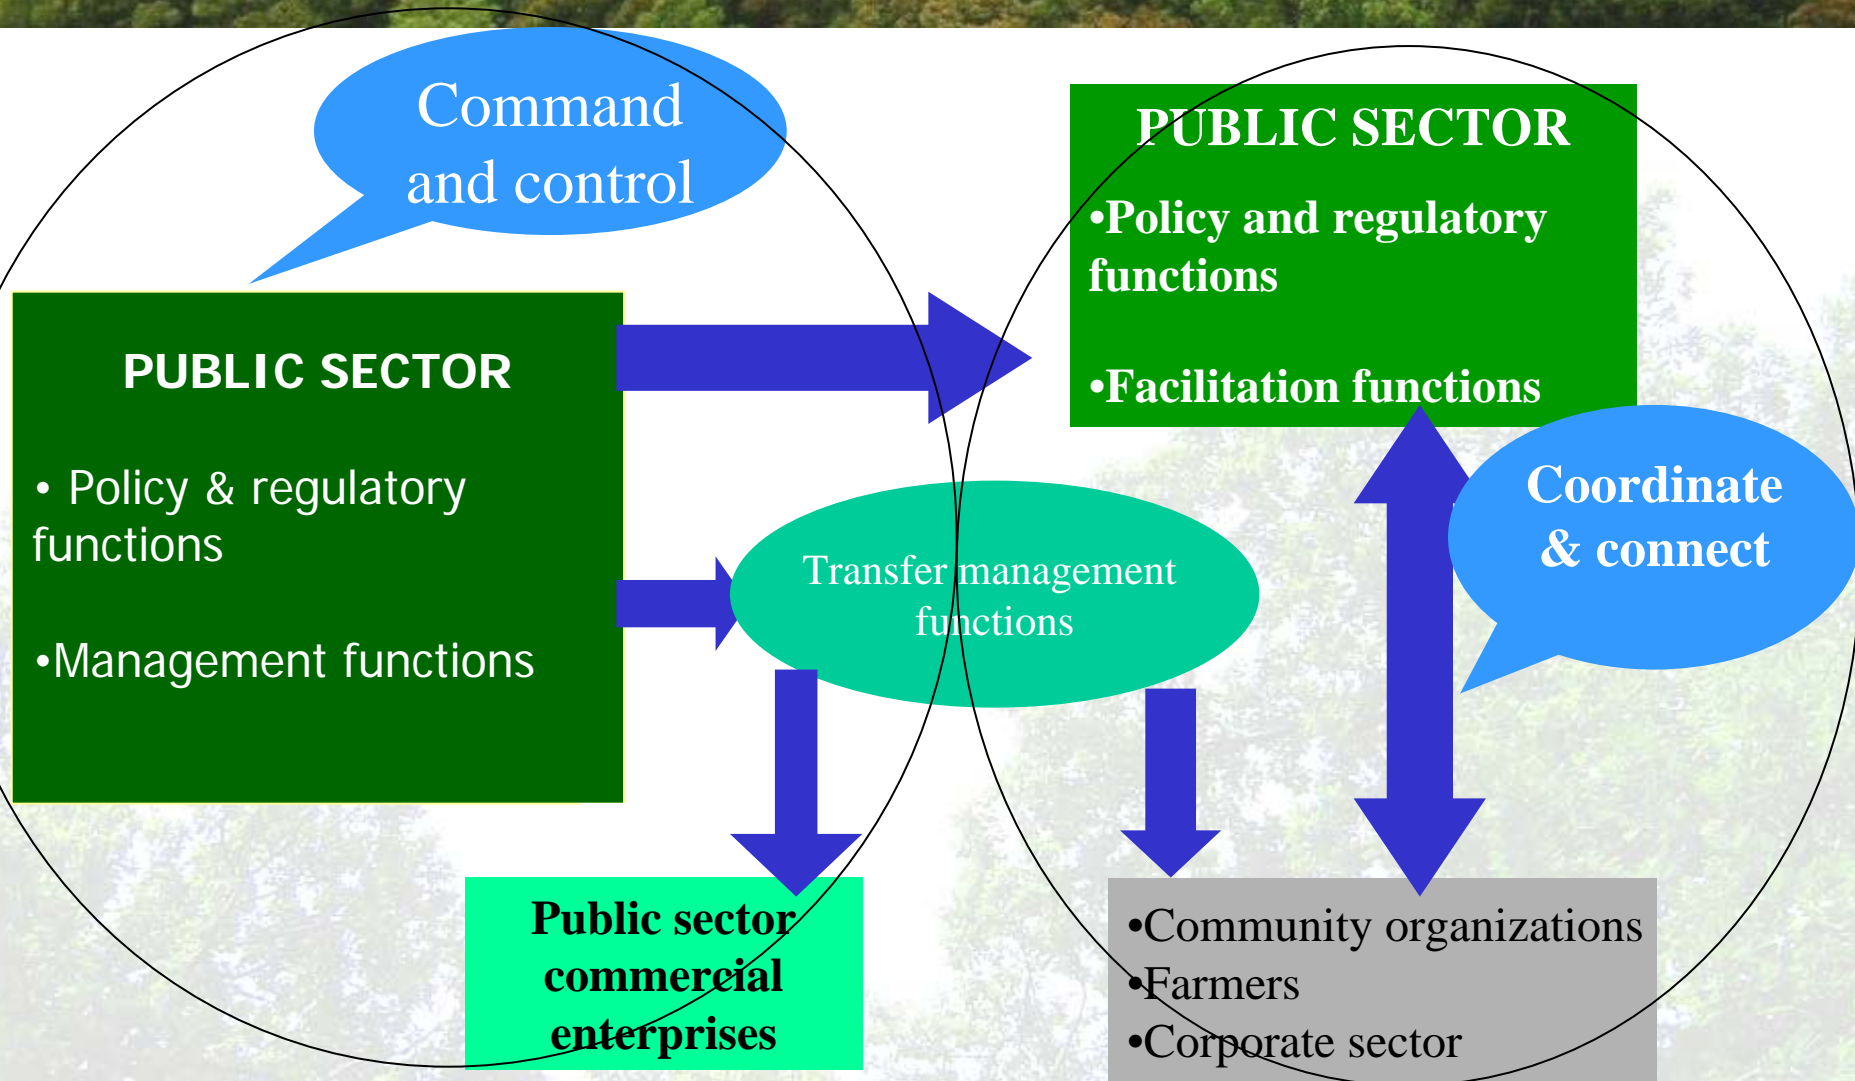 Command
and control
PUBLIC SECTOR
• Policy & regulatory
functions
•Management functions
PUBLIC SECTOR
•Policy and regulatory
functions
•Facilitation functions
Transfer management
functions
Coordinate
& connect
Public sector
commercial
enterprises
•Community organizations
•Farmers
•Corporate sector